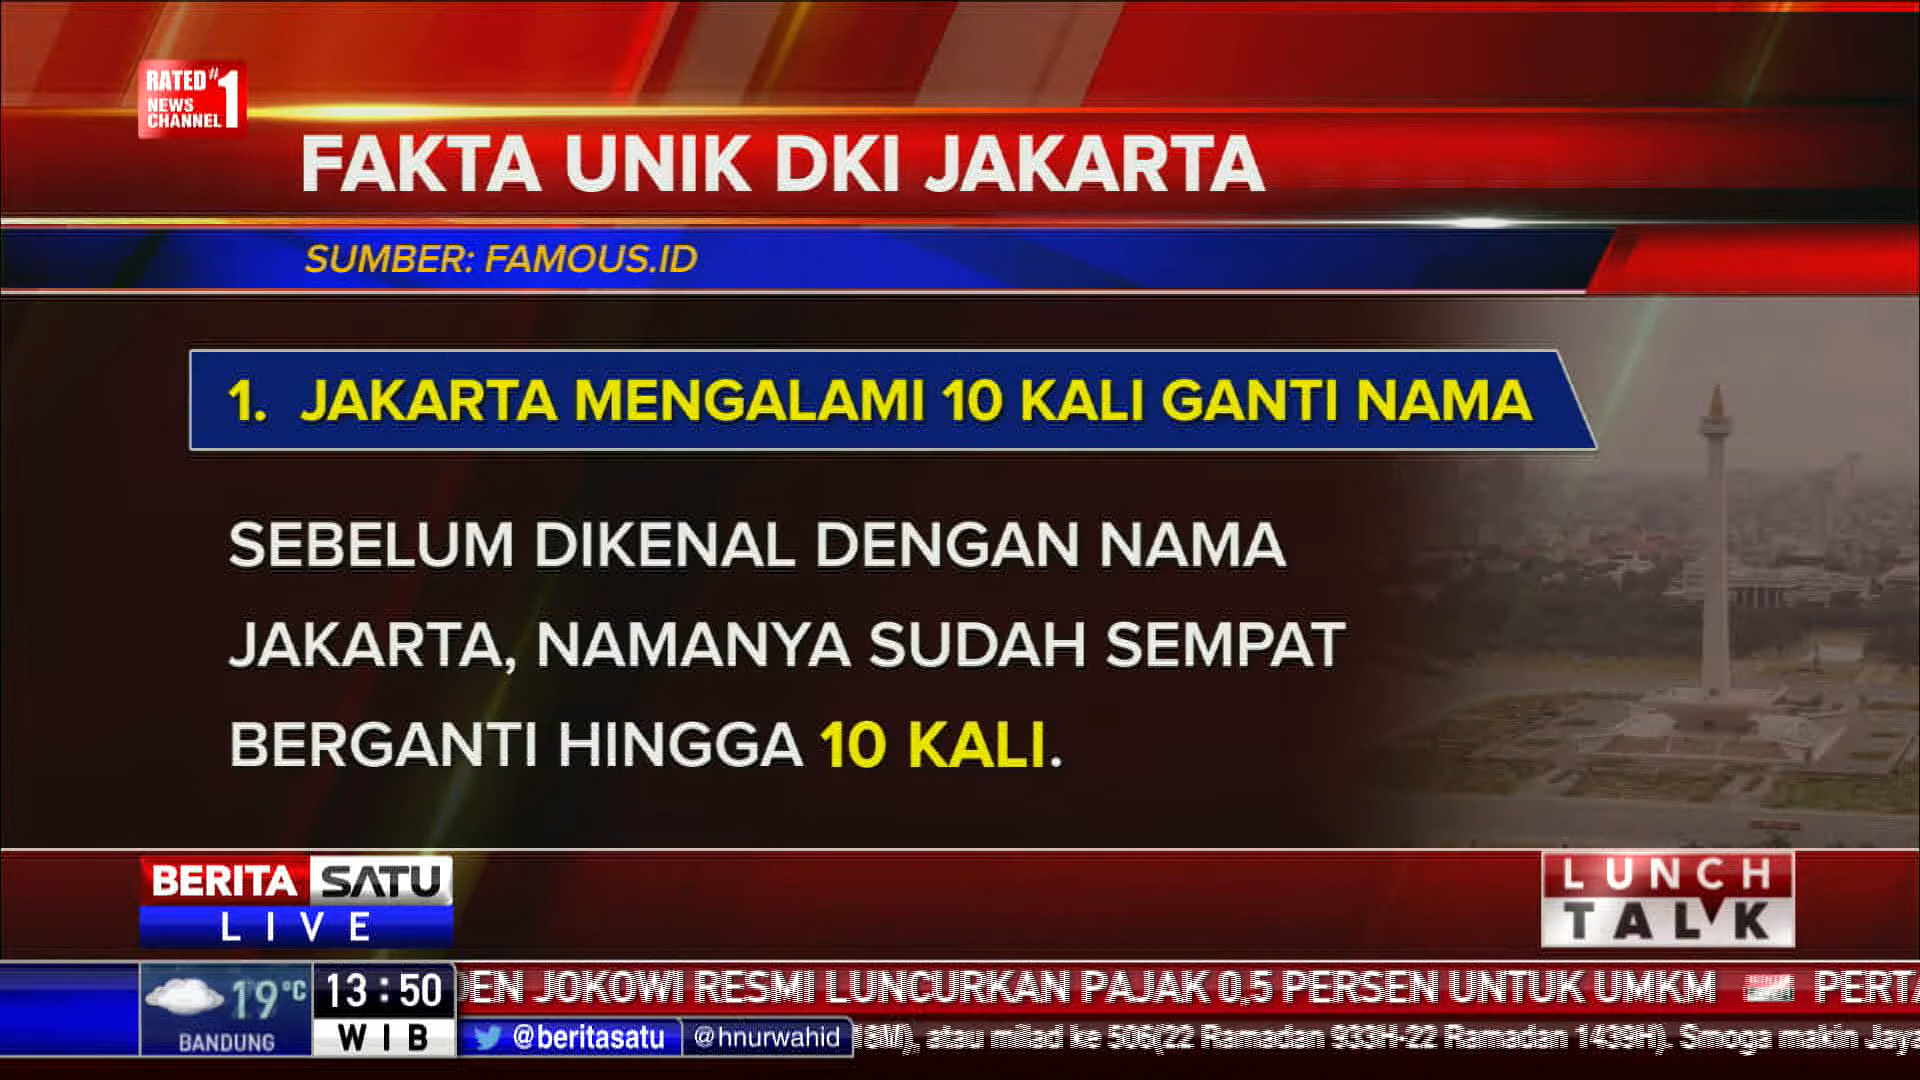 RATED #1
NEWS
CHANNEL
FAKTA UNIK DKI JAKARTA
SUMBER: FAMOUS.ID
1. JAKARTA MENGALAMI 10 KALI GANTI NAMA
SEBELUM DIKENAL DENGAN NAMA
JAKARTA, NAMANYA SUDAH SEMPAT
BERGANTI HINGGA 10 KALI.
BERITA SATU
LIVE
LUNCH
TALK
19°C
BANDUNG
13:50
WIB
JOKOWI RESMI LUNCURKAN PAJAK 0,5 PERSEN UNTUK UMKM
@beritasatu @hnurwahid atau milad ke 506(22 Ramadan 933H-22 Ramadan 1439H). Smoga makin